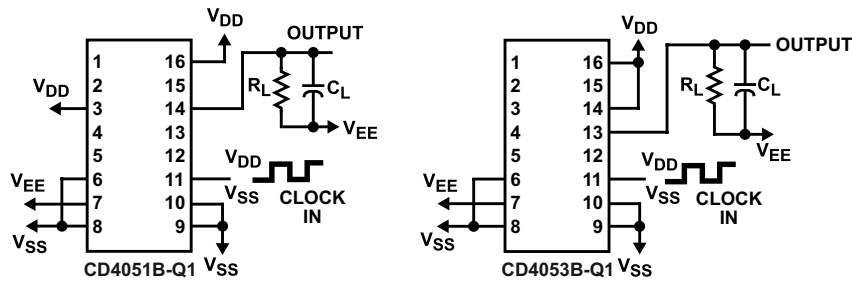 VDD
OUTPUT
1 16
2 15
VDD 3 14 RL CL
4 13 VEE
5 12 VDD
6 11 VSS CLOCK IN
VEE 7 10
VSS 8 9
VSS
CD4051B-Q1
VDD
OUTPUT
1 16
2 15 RL CL
3 14
4 13 VEE
5 12 VDD
6 11 VSS CLOCK IN
VEE 7 10
VSS 8 9
CD4053B-Q1 VSS